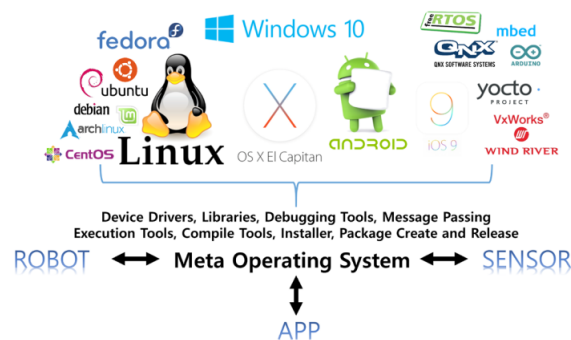 fedora
Windows 10
free RTOS
mbed
QNX
QNX SOFTWARE SYSTEMS
ARDUINO
ubuntu
debian
archlinux
CentOS
Linux
OS X El Capitan
ANDROID
9
iOS 9
yocto
PROJECT
VxWorks®
WIND RIVER
Device Drivers, Libraries, Debugging Tools, Message Passing
Execution Tools, Compile Tools, Installer, Package Create and Release
ROBOT Meta Operating System SENSOR
APP